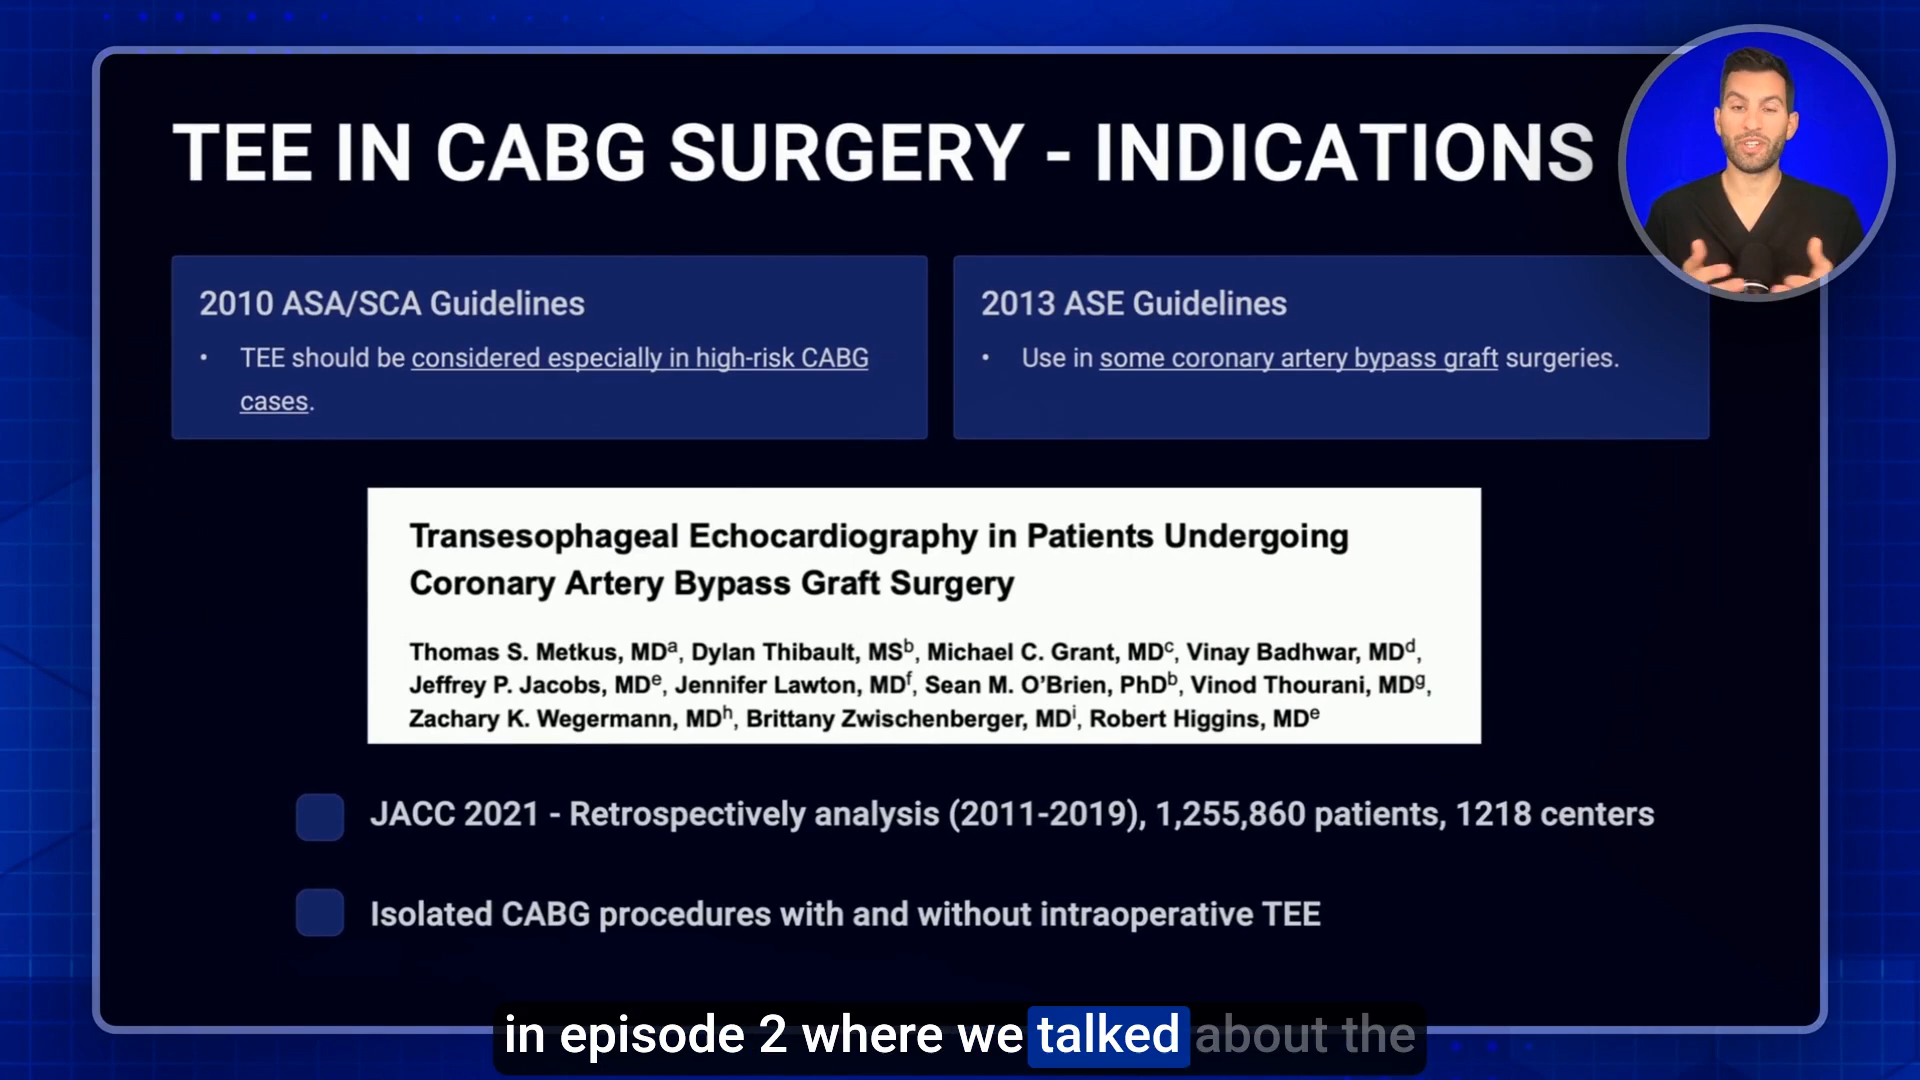 TEE IN CABG SURGERY - INDICATIONS
2010 ASA/SCA Guidelines
• TEE should be considered especially in high-risk CABG
cases.
2013 ASE Guidelines
• Use in some coronary artery bypass graft surgeries.
Transesophageal Echocardiography in Patients Undergoing
Coronary Artery Bypass Graft Surgery
Thomas S. Metkus, MDa, Dylan Thibault, MSb, Michael C. Grant, MDc, Vinay Badhwar, MDd,
Jeffrey P. Jacobs, MDe, Jennifer Lawton, MDf, Sean M. O'Brien, PhDb, Vinod Thourani, MDg,
Zachary K. Wegermann, MDh, Brittany Zwischenberger, MDi, Robert Higgins, MDe
JACC 2021 - Retrospectively analysis (2011-2019), 1,255,860 patients, 1218 centers
Isolated CABG procedures with and without intraoperative TEE
in episode 2 where we talked about the